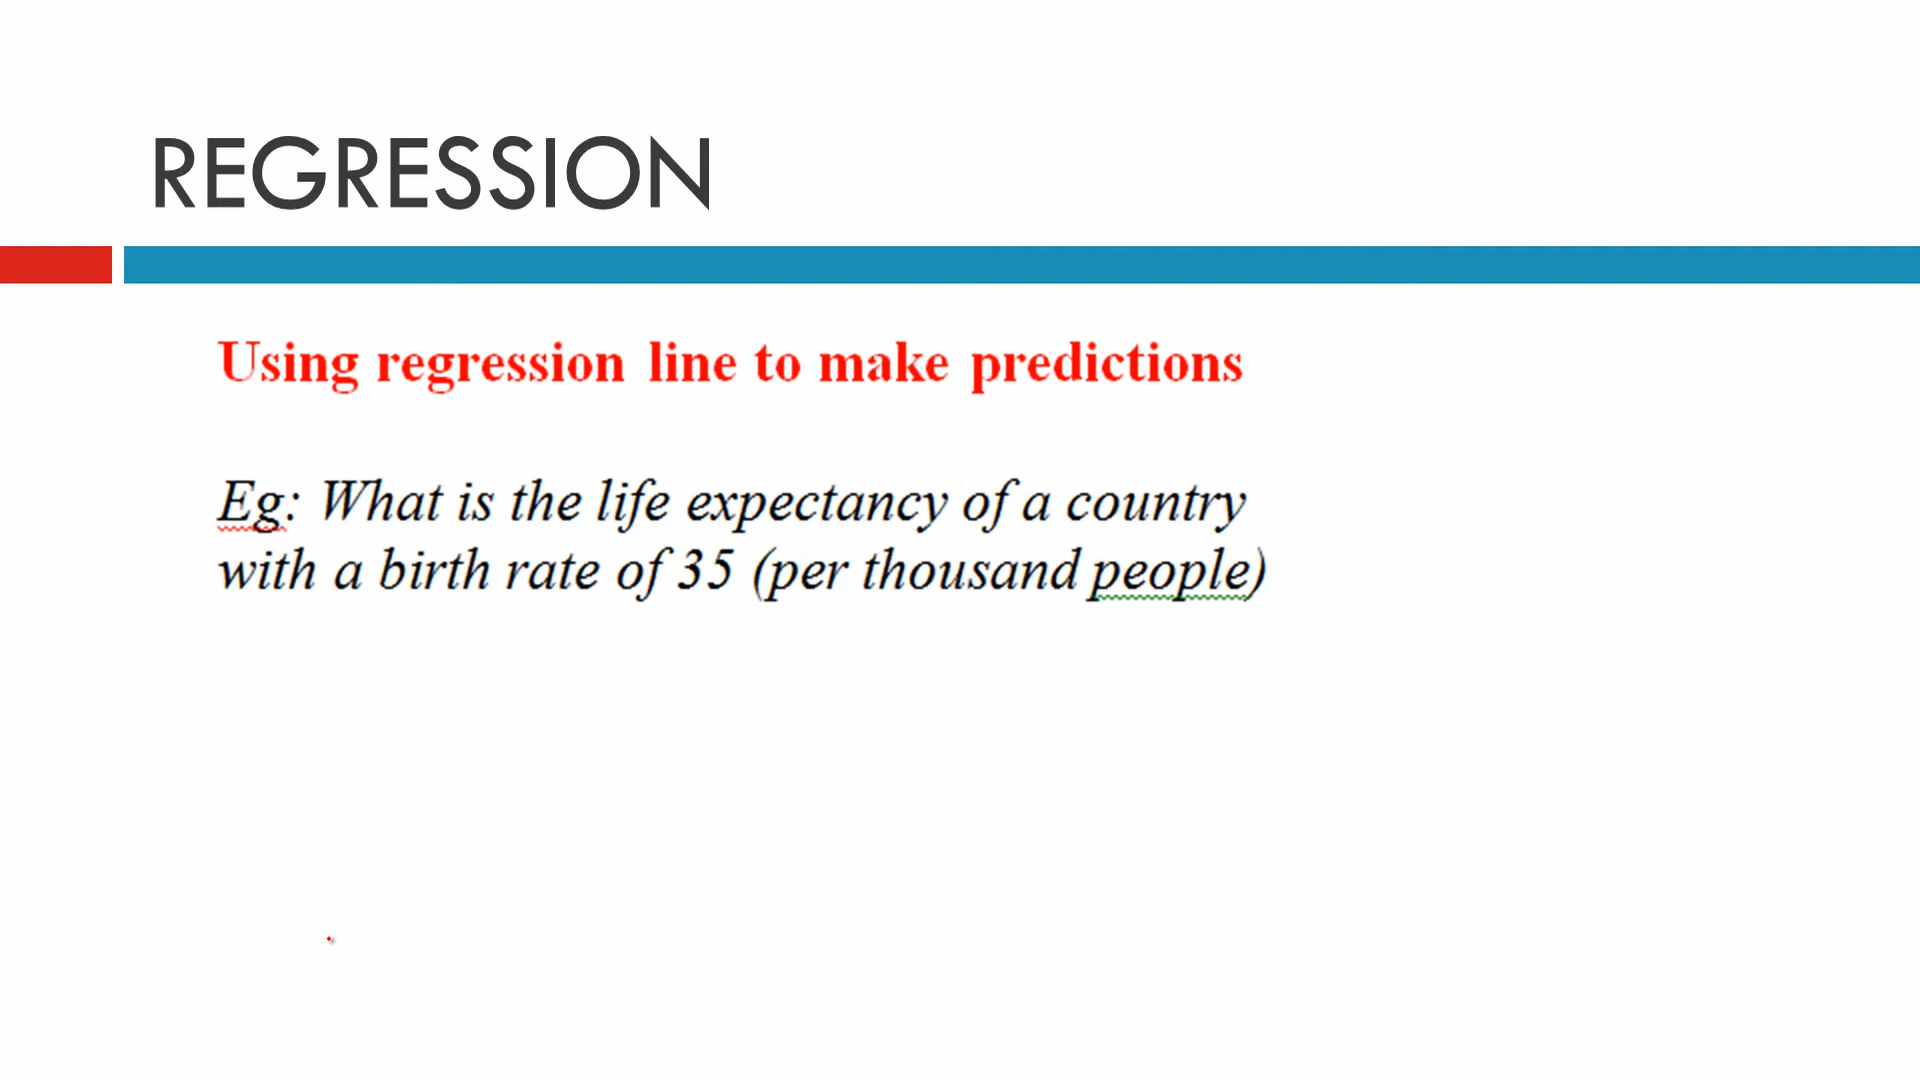 REGRESSION
Using regression line to make predictions
Eg: What is the life expectancy of a country
with a birth rate of 35 (per thousand people)